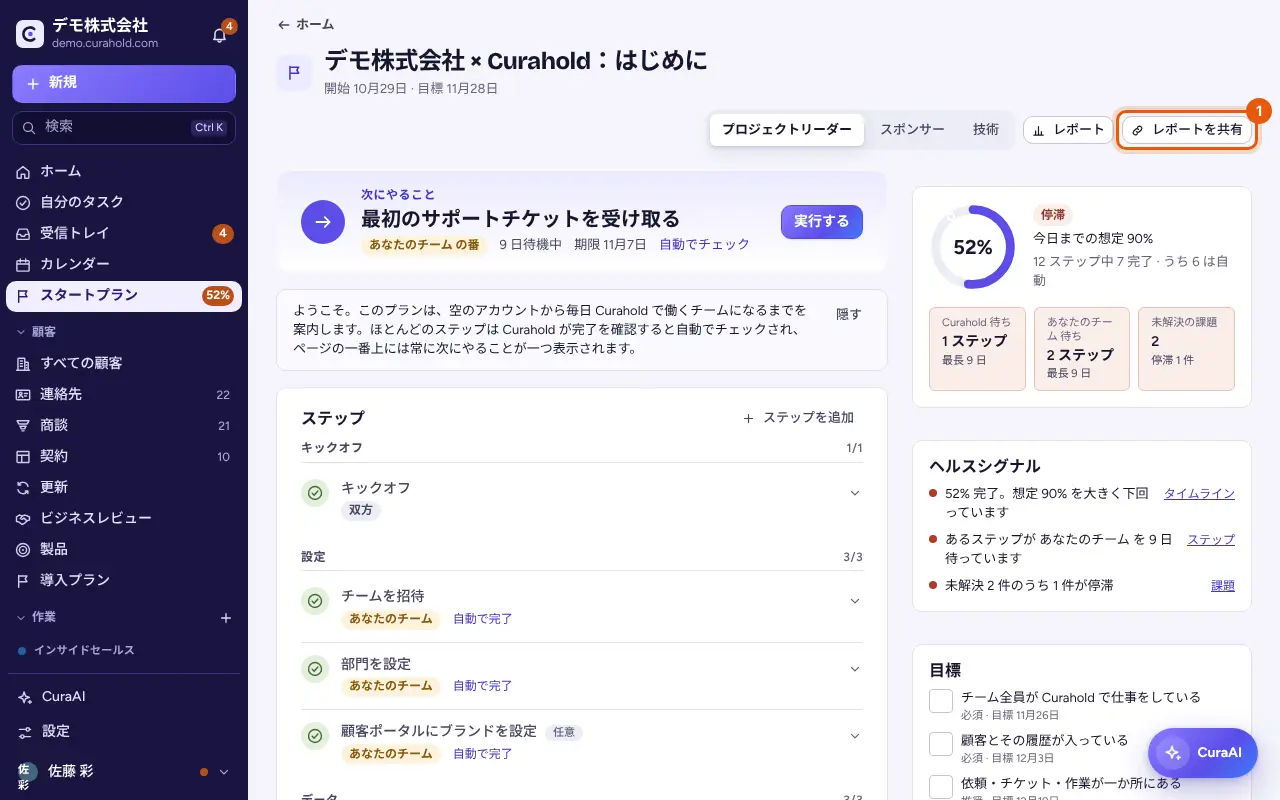 デモ株式会社
demo.curahold.com
4
新規
検索
Ctrl K
ホーム
自分のタスク
受信トレイ
4
カレンダー
スタートプラン
52%
顧客
すべての顧客
連絡先
22
商談
21
契約
10
更新
ビジネスレビュー
製品
導入プラン
作業
インサイドセールス
CuraAI
設定
佐彩
佐藤 彩
ホーム
デモ株式会社 × Curahold：はじめに
開始 10月29日 · 目標 11月28日
プロジェクトリーダー
スポンサー
技術
レポート
レポートを共有
1
次にやること
最初のサポートチケットを受け取る
あなたのチーム の番
9 日待機中
期限 11月7日
自動でチェック
実行する
ようこそ。このプランは、空のアカウントから毎日 Curahold で働くチームになるまでを
案内します。ほとんどのステップは Curahold が完了を確認すると自動でチェックされ、
ページの一番上には常に次にやることが一つ表示されます。
隠す
ステップ
ステップを追加
キックオフ
1/1
キックオフ
双方
設定
3/3
チームを招待
あなたのチーム
自動で完了
部門を設定
あなたのチーム
自動で完了
顧客ポータルにブランドを設定
任意
あなたのチーム
自動で完了
データ
3/3
52%
停滞
今日までの想定 90%
12 ステップ中 7 完了 · うち 6 は自
動
Curahold 待ち
1 ステップ
最長 9 日
あなたのチー
ム 待ち
2 ステップ
最長 9 日
未解決の課題
2
停滞 1 件
ヘルスシグナル
52% 完了。想定 90% を大きく下回
っています
タイムライン
あるステップが あなたのチーム を 9 日
待っています
ステップ
未解決 2 件のうち 1 件が停滞
課題
目標
チーム全員が Curahold で仕事をしている
必須 · 目標 11月26日
顧客とその履歴が入っている
必須 · 目標 12月3日
依頼・チケット・作業が一か所にある
CuraAI